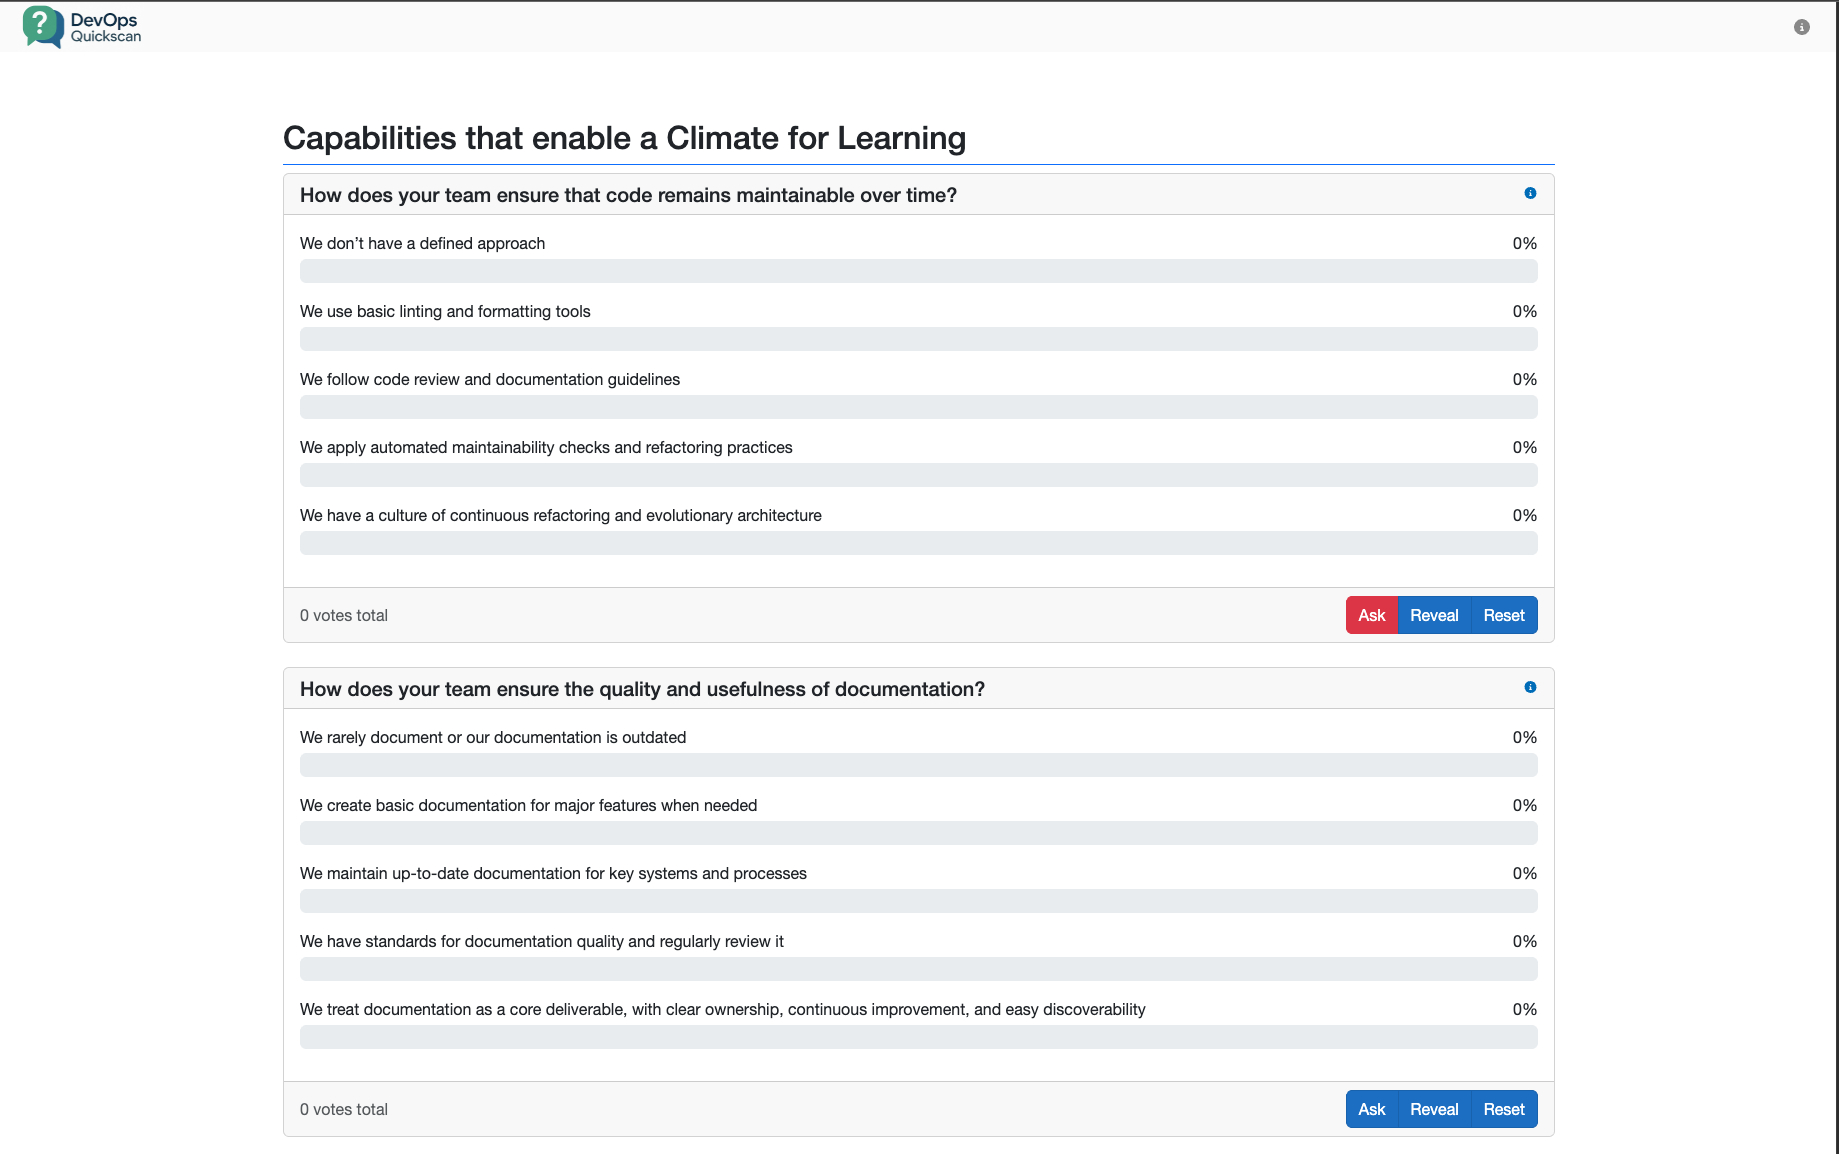 DevOps
Quickscan
Capabilities that enable a Climate for Learning
How does your team ensure that code remains maintainable over time?
We don’t have a defined approach 0%
We use basic linting and formatting tools 0%
We follow code review and documentation guidelines 0%
We apply automated maintainability checks and refactoring practices 0%
We have a culture of continuous refactoring and evolutionary architecture 0%
0 votes total Ask Reveal Reset
How does your team ensure the quality and usefulness of documentation?
We rarely document or our documentation is outdated 0%
We create basic documentation for major features when needed 0%
We maintain up-to-date documentation for key systems and processes 0%
We have standards for documentation quality and regularly review it 0%
We treat documentation as a core deliverable, with clear ownership, continuous improvement, and easy discoverability 0%
0 votes total Ask Reveal Reset